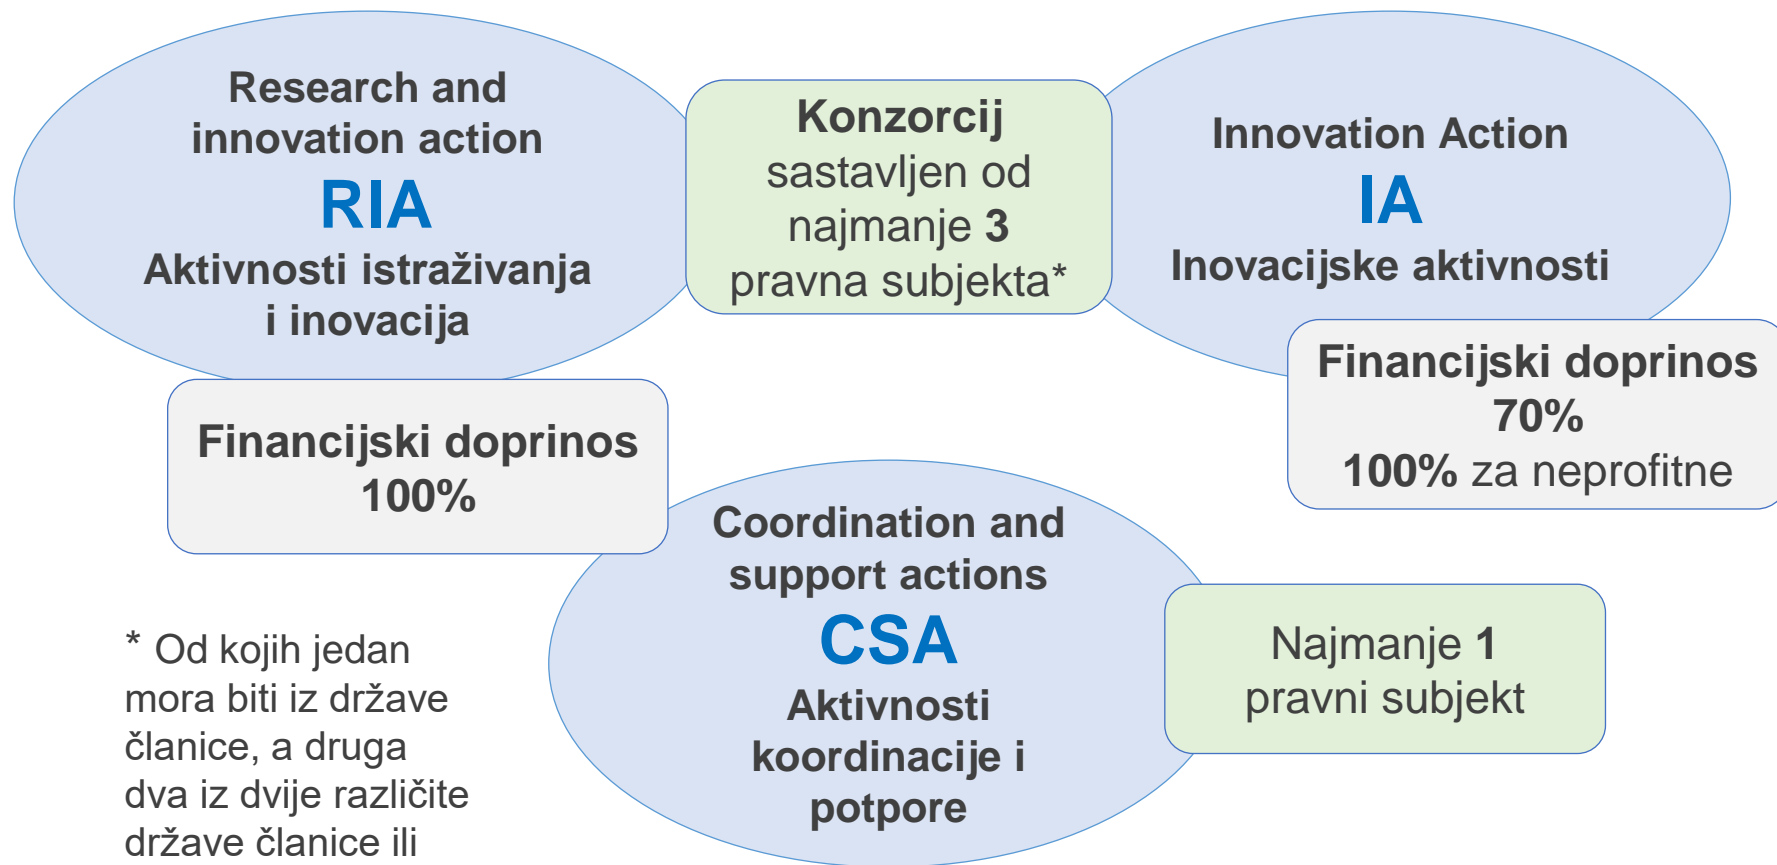 Research and
innovation action
RIA
Aktivnosti istraživanja
i inovacija
Konzorcij
sastavljen od
najmanje 3
pravna subjekta*
Innovation Action
IA
Inovacijske aktivnosti
Financijski doprinos
100%
Financijski doprinos
70%
100% za neprofitne
Coordination and
support actions
CSA
Aktivnosti
koordinacije i
potpore
Najmanje 1
pravni subjekt
* Od kojih jedan
mora biti iz države
članice, a druga
dva iz dvije različite
države članice ili